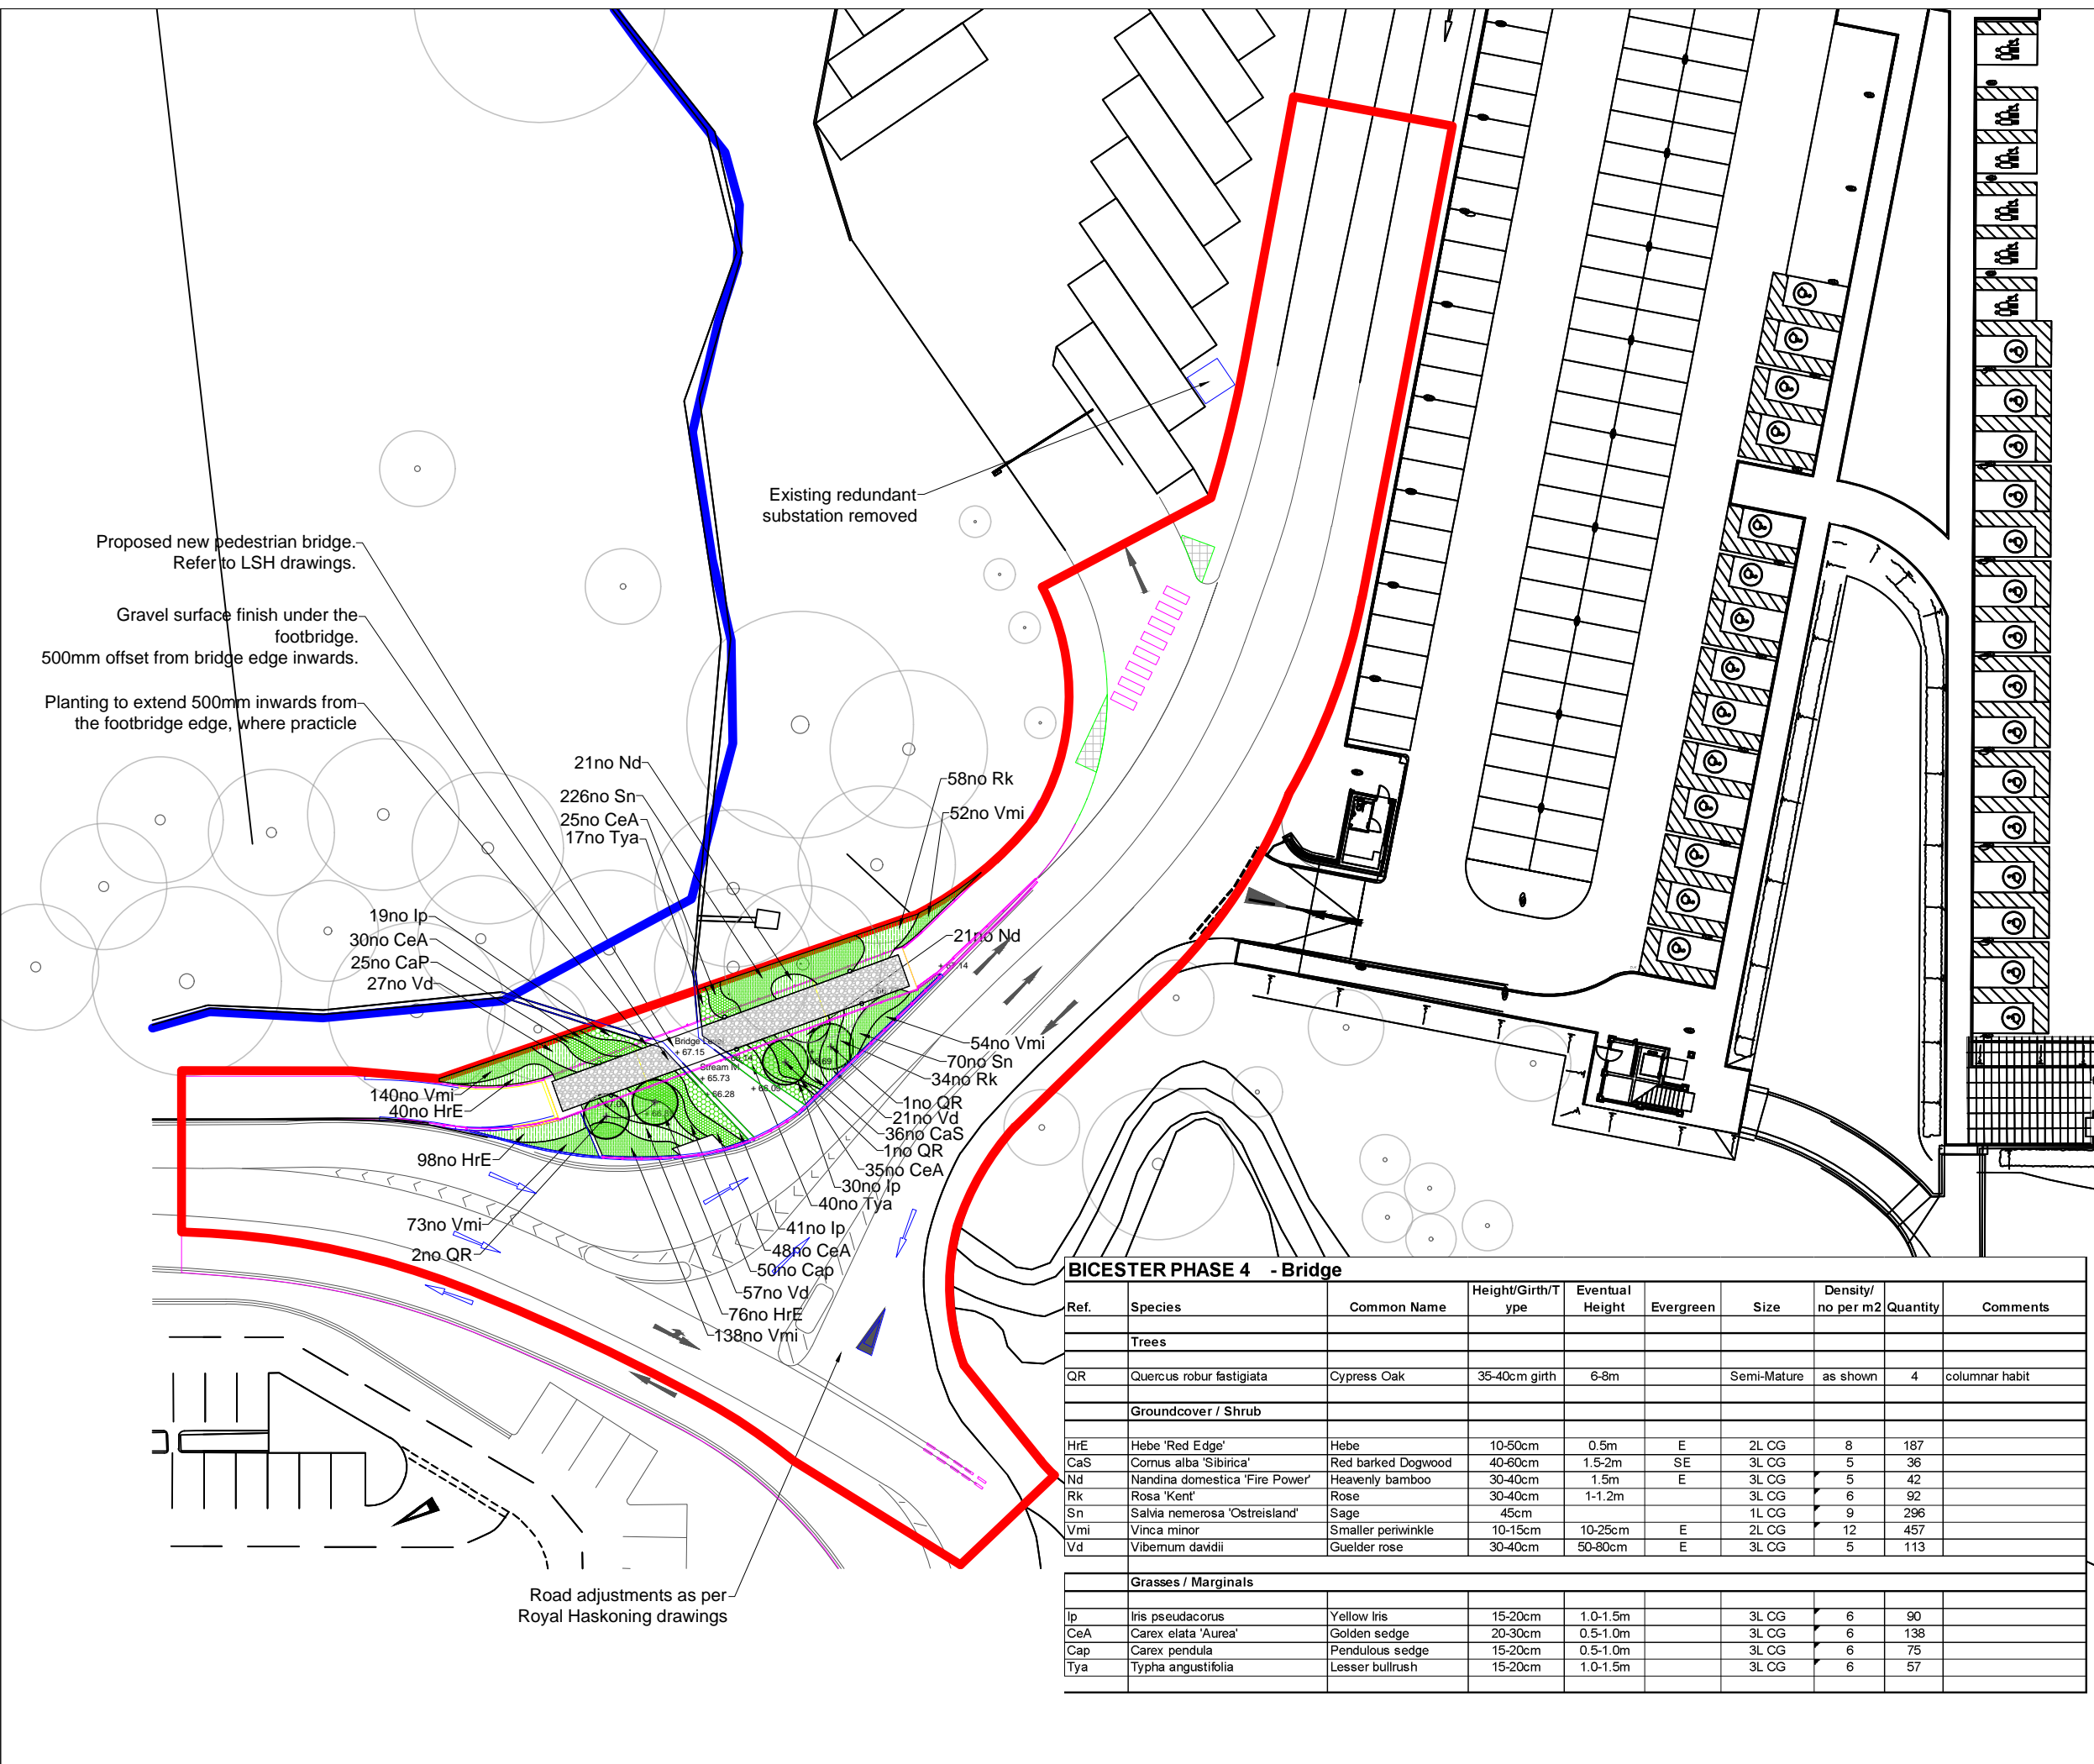 Existing redundant
substation removed
Proposed new pedestrian bridge.
Refer to LSH drawings.
Gravel surface finish under the
footbridge.
500mm offset from bridge edge inwards.
Planting to extend 500mm inwards from
the footbridge edge, where practicle
21no Nd
226no Sn
25no CeA
17no Tya
58no Rk
52no Vmi
19no Ip
30no CeA
25no CaP
27no Vd
21no Nd
140no Vmi
40no HrE
98no HrE
73no Vmi
2no QR
Bridge Level
+ 67.15
+ 65.73
+ 66.28
54no Vmi
70no Sn
34no Rk
1no QR
21no Vd
36no CaS
1no QR
35no CeA
30no Ip
40no Tya
41no Ip
48no CeA
50no Cap
57no Vd
76no HrE
138no Vmi
Road adjustments as per
Royal Haskoning drawings
BICESTER PHASE 4 - Bridge
Ref. Species Common Name Height/Girth/Type Eventual Height Evergreen Size Density/ no per m2 Quantity Comments
Trees
QR Quercus robur fastigiata Cypress Oak 35-40cm girth 6-8m Semi-Mature as shown 4 columnar habit
Groundcover / Shrub
HrE Hebe 'Red Edge' Hebe 10-50cm 0.5m E 2L CG 8 187
CaS Cornus alba 'Sibirica' Red barked Dogwood 40-60cm 1.5-2m SE 3L CG 5 36
Nd Nandina domestica 'Fire Power' Heavenly bamboo 30-40cm 1.5m E 3L CG 5 42
Rk Rosa 'Kent' Rose 30-40cm 1-1.2m 3L CG 6 92
Sn Salvia nemerosa 'Ostreisland' Sage 45cm 1L CG 9 296
Vmi Vinca minor Smaller periwinkle 10-15cm 10-25cm E 2L CG 12 457
Vd Vibernum davidii Guelder rose 30-40cm 50-80cm E 3L CG 5 113
Grasses / Marginals
Ip Iris pseudacorus Yellow Iris 15-20cm 1.0-1.5m 3L CG 6 90
CeA Carex elata 'Aurea' Golden sedge 20-30cm 0.5-1.0m 3L CG 6 138
Cap Carex pendula Pendulous sedge 15-20cm 0.5-1.0m 3L CG 6 75
Tya Typha angustifolia Lesser bullrush 15-20cm 1.0-1.5m 3L CG 6 57